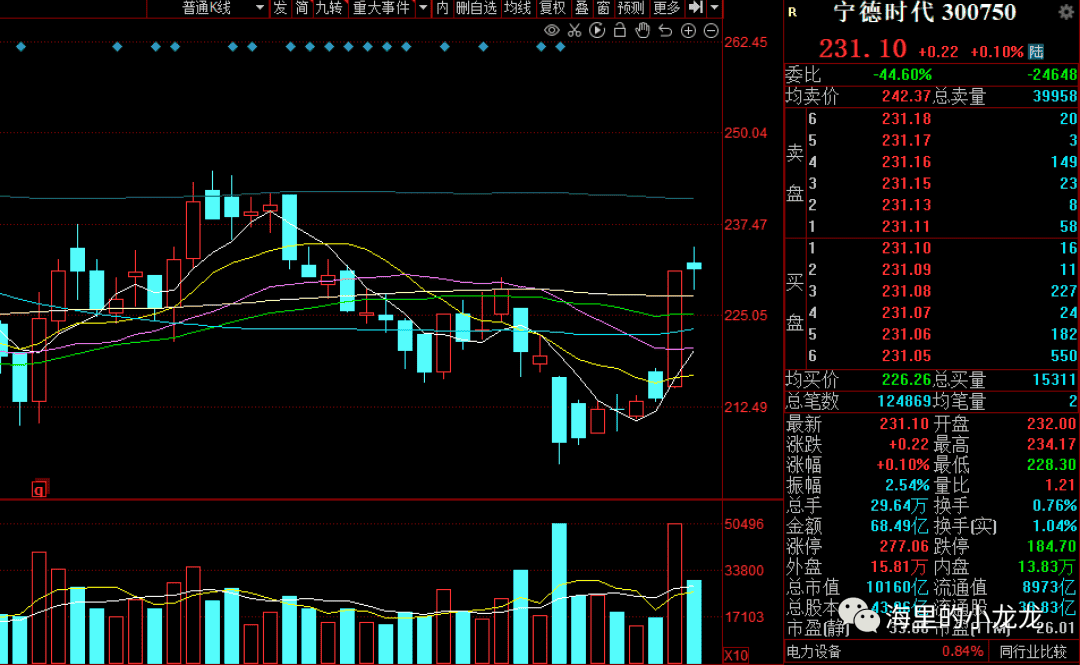 普通K线 发 简 九转 重大事件 内 删自选 均线 复权 叠 窗 预测 更多
262.45
250.04
237.47
225.05
212.49
q
50496
33800
17103
X10
R 宁德时代 300750
231.10 +0.22 +0.10% 陆
委比 -44.60% -24648
均卖价 242.37 总卖量 39958
卖盘
6 231.18 20
5 231.17 3
4 231.16 149
3 231.15 23
2 231.13 8
1 231.11 58
买盘
1 231.10 16
2 231.09 11
3 231.08 227
4 231.07 24
5 231.06 182
6 231.05 550
均买价 226.26 总买量 15311
总笔数 124869 均笔量 2
最新 231.10 开盘 232.00
涨跌 +0.22 最高 234.17
涨幅 +0.10% 最低 228.30
振幅 2.54% 量比 1.21
总手 29.64万 换手 0.76%
金额 68.49亿 换手(实) 1.04%
涨停 277.06 跌停 184.70
外盘 15.81万 内盘 13.83万
总市值 10160亿 流通值 8973亿
总股本 流通股
市盈(静) 市盈(TTM) 26.01
海里的小龙龙
电力设备 0.84% 同行业比较